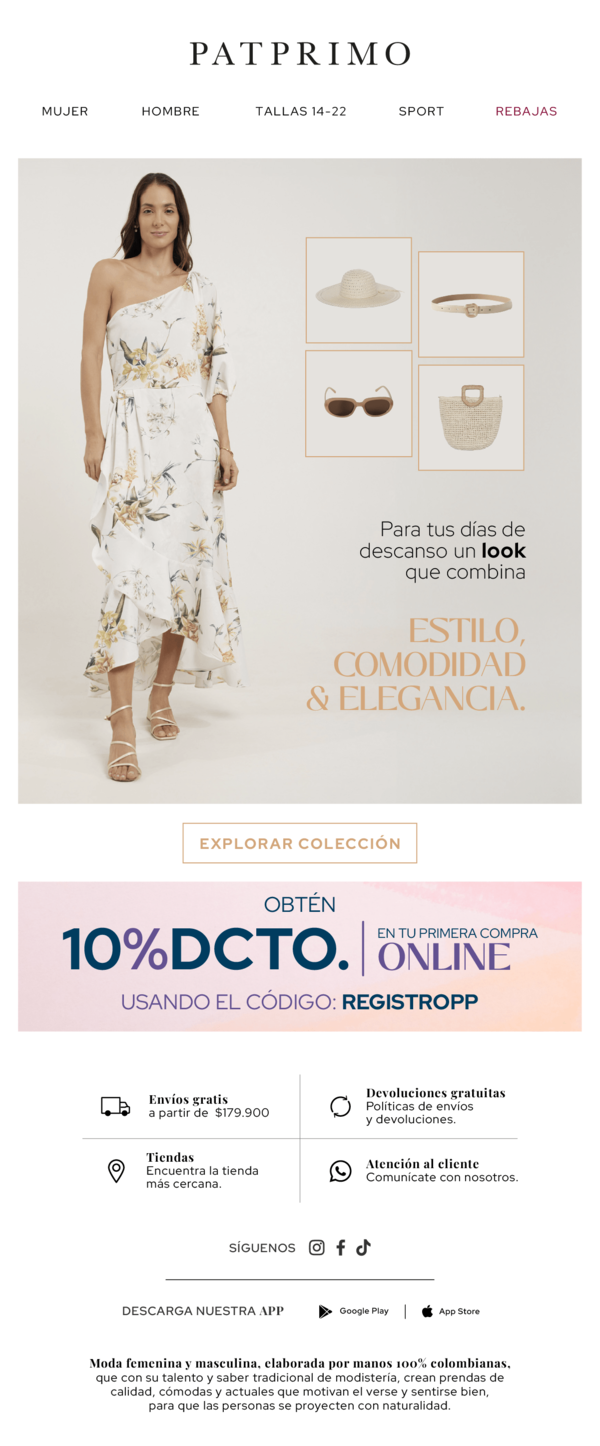 PATPRIMO
MUJER HOMBRE TALLAS 14-22 SPORT REBAJAS
Para tus días de
descanso un look
que combina
ESTILO,
COMODIDAD
& ELEGANCIA.
EXPLORAR COLECCIÓN
OBTÉN
10%DCTO.
EN TU PRIMERA COMPRA
ONLINE
USANDO EL CÓDIGO: REGISTROPP
Envíos gratis
a partir de $179.900
Devoluciones gratuitas
Políticas de envíos
y devoluciones.
Tiendas
Encuentra la tienda
más cercana.
Atención al cliente
Comunícate con nosotros.
SÍGUENOS
DESCARGA NUESTRA APP Google Play App Store
Moda femenina y masculina, elaborada por manos 100% colombianas,
que con su talento y saber tradicional de modistería, crean prendas de
calidad, cómodas y actuales que motivan el verse y sentirse bien,
para que las personas se proyecten con naturalidad.